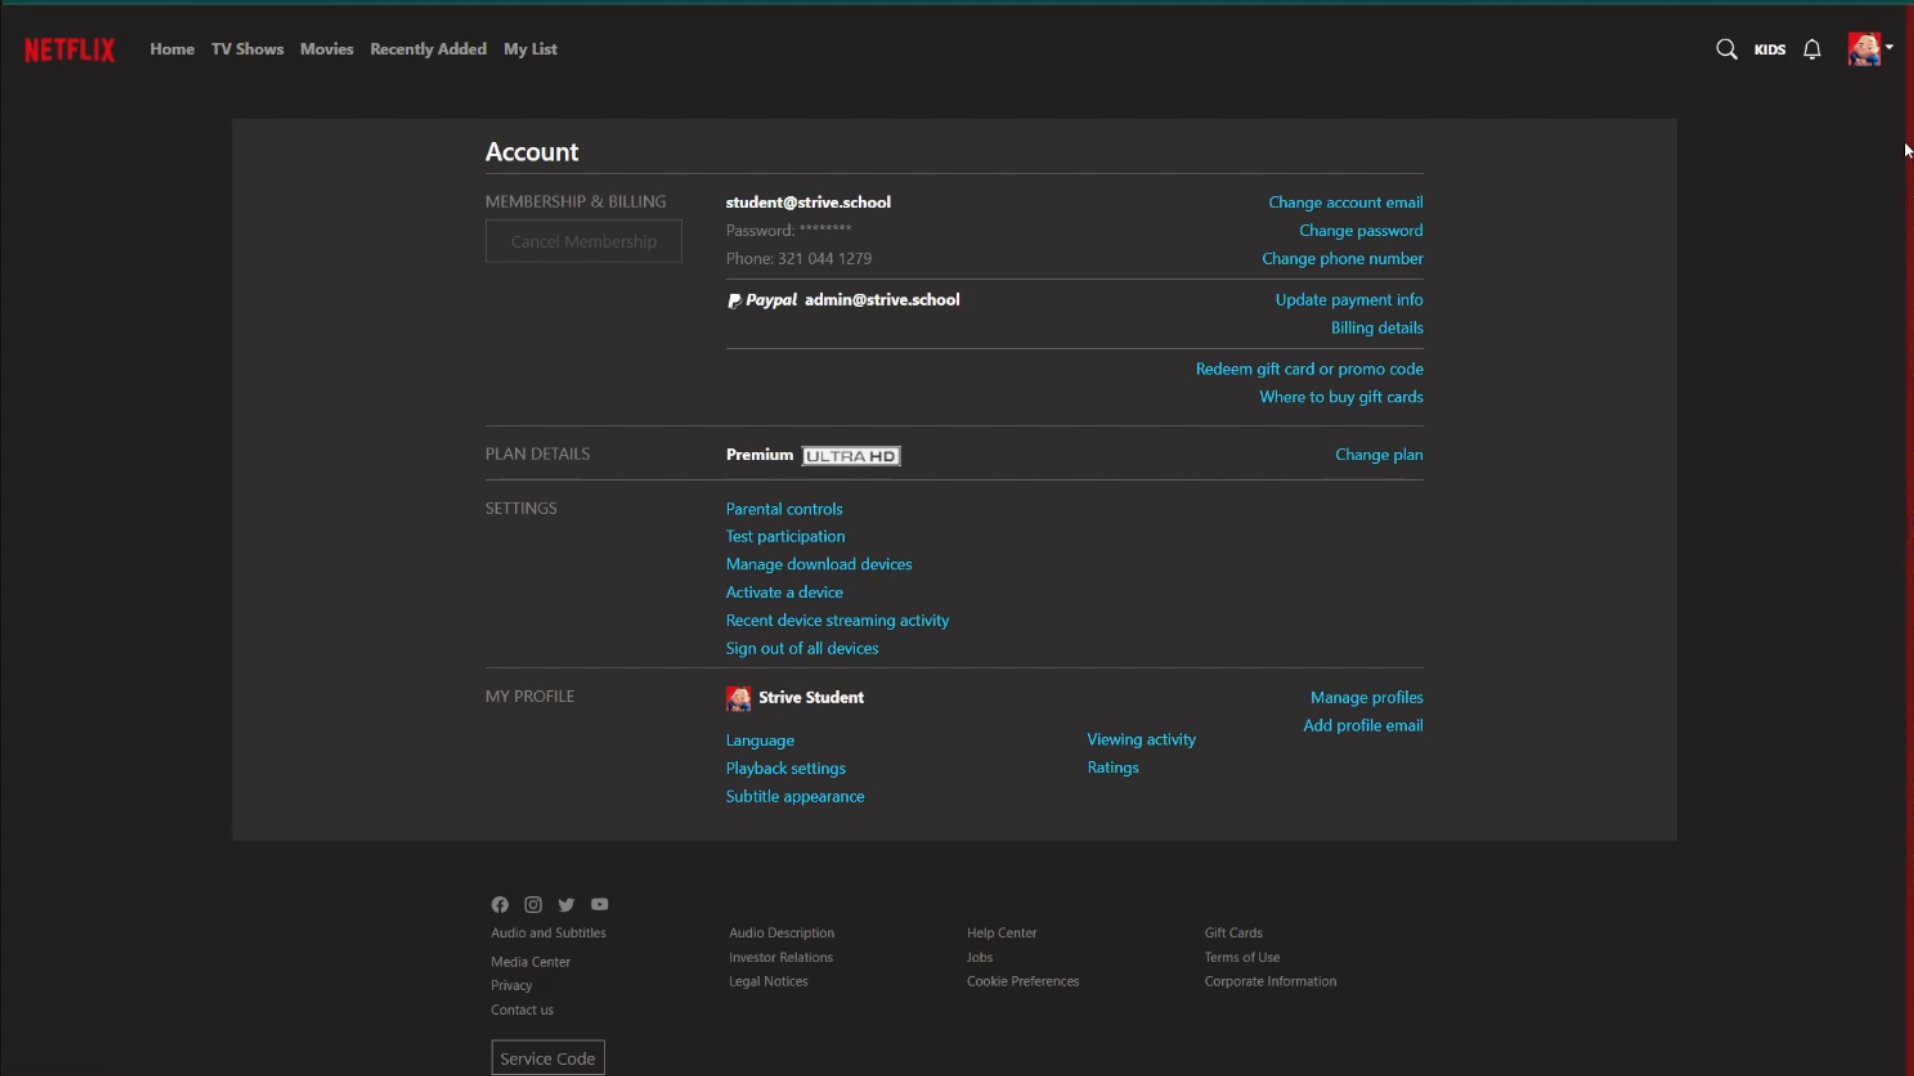 NETFLIX Home TV Shows Movies Recently Added My List KIDS
Account
MEMBERSHIP & BILLING student@strive.school Change account email
Cancel Membership Password: ******** Change password
Phone: 321 044 1279 Change phone number
Paypal admin@strive.school Update payment info
Billing details
Redeem gift card or promo code
Where to buy gift cards
PLAN DETAILS Premium ULTRA HD Change plan
SETTINGS Parental controls
Test participation
Manage download devices
Activate a device
Recent device streaming activity
Sign out of all devices
MY PROFILE Strive Student Manage profiles
Add profile email
Language Viewing activity
Playback settings Ratings
Subtitle appearance
Audio and Subtitles Audio Description Help Center Gift Cards
Media Center Investor Relations Jobs Terms of Use
Privacy Legal Notices Cookie Preferences Corporate Information
Contact us
Service Code